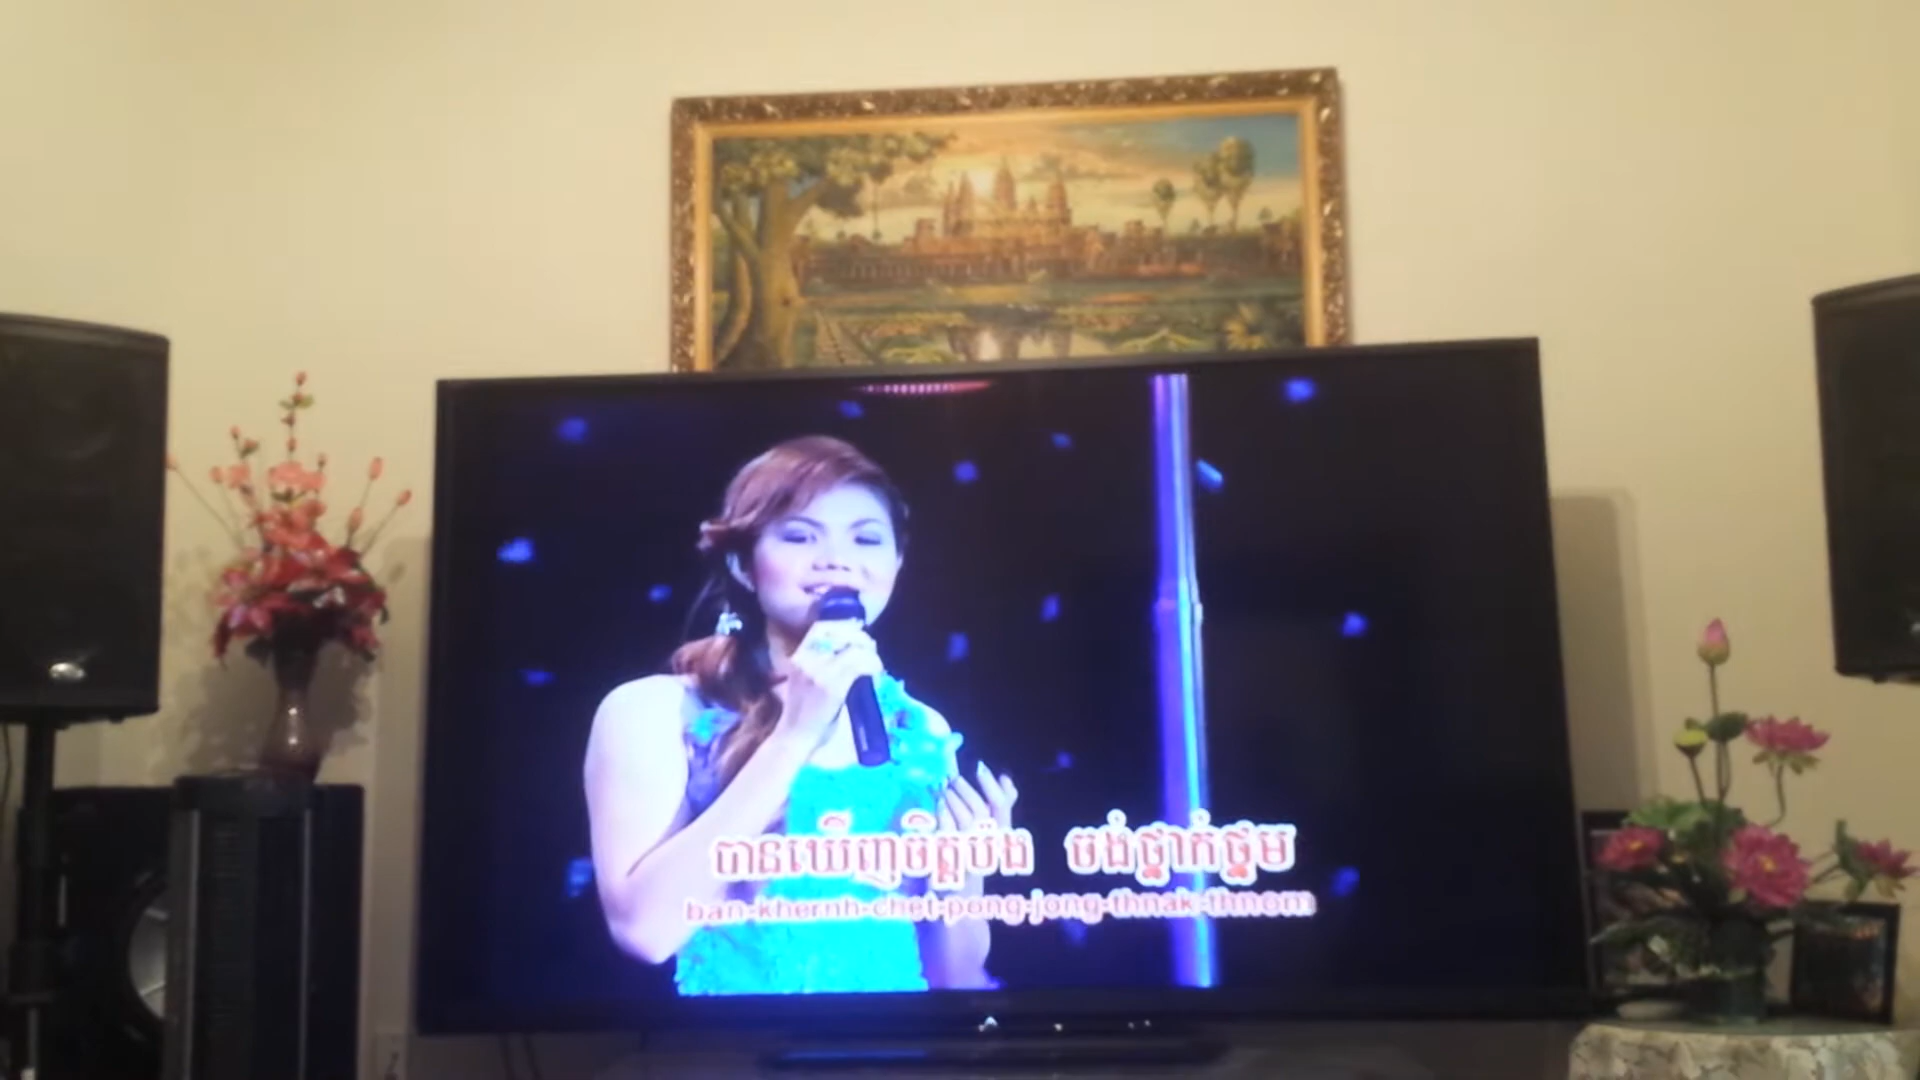 បានឃើញចិត្តប៉ង ចង់ថ្នាក់ថ្នម
ban-khernh-chet-pong-jong-thnak-thnom